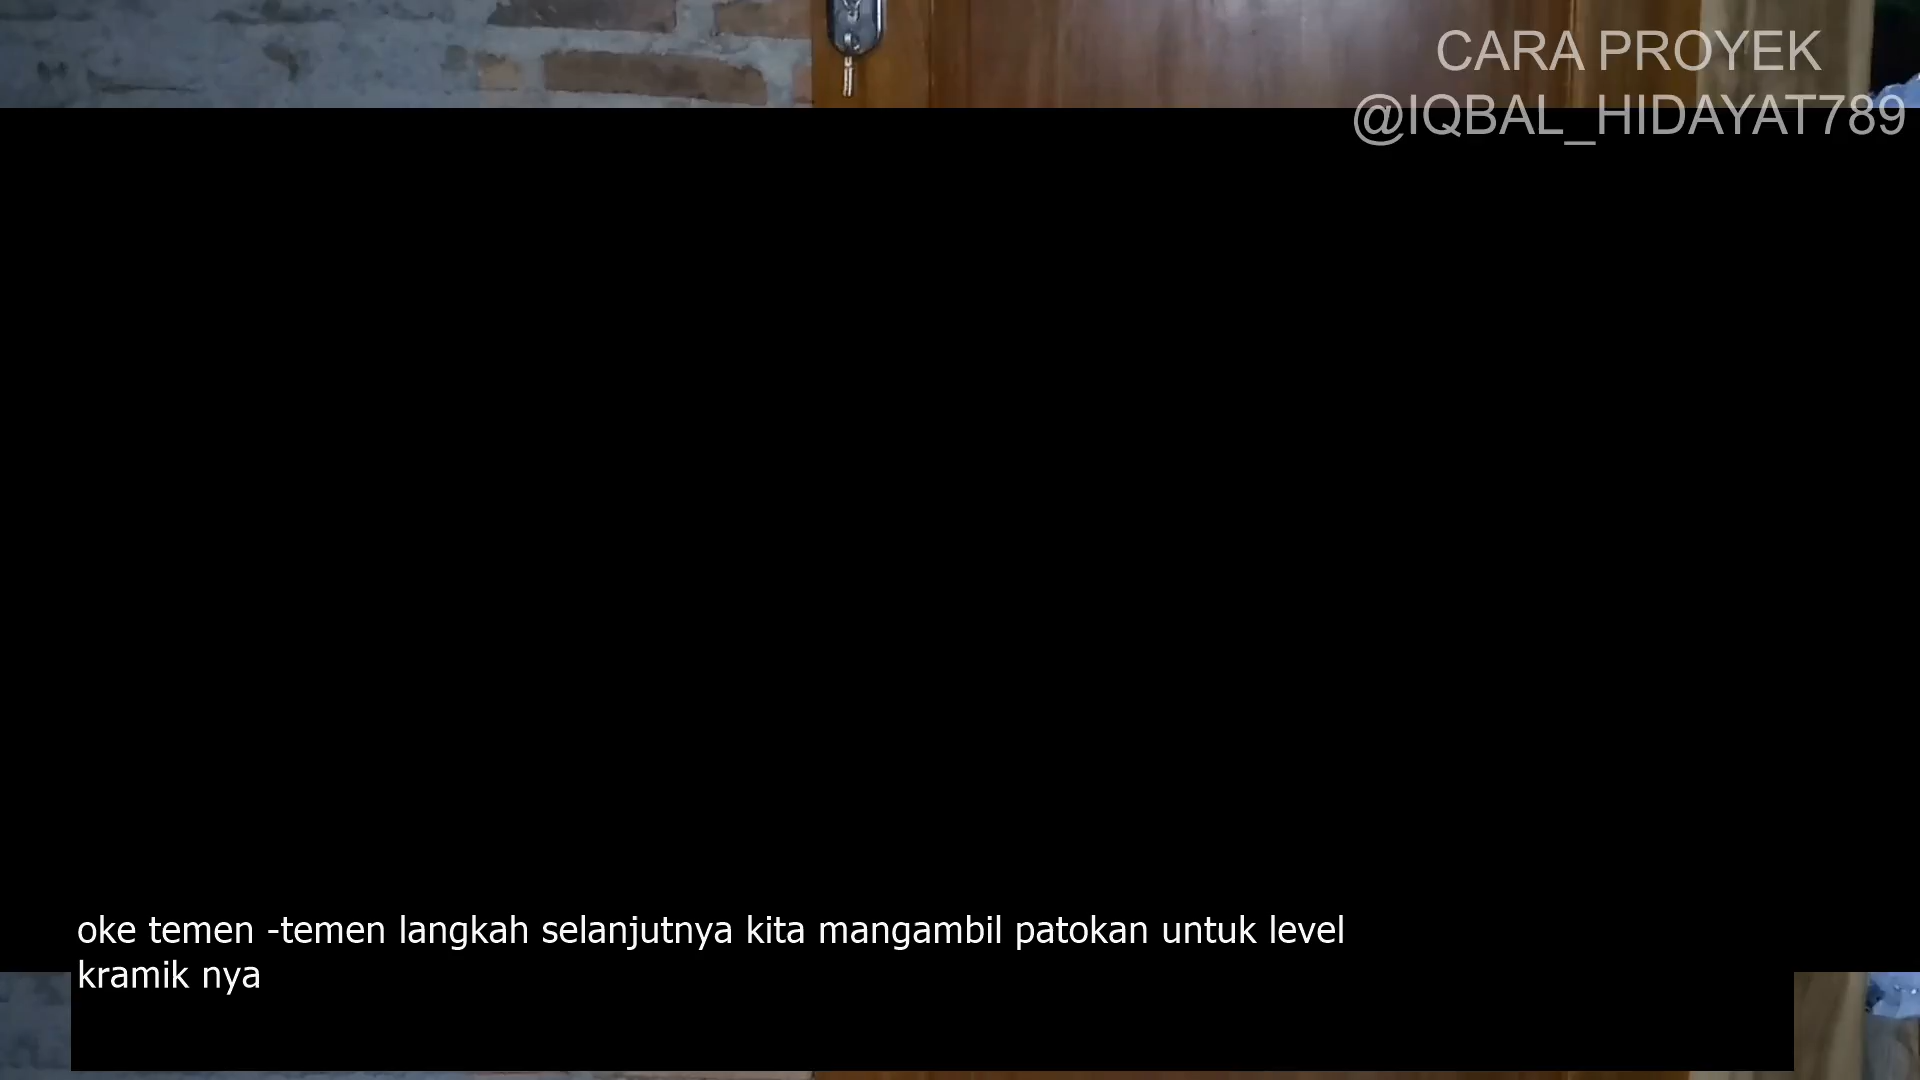 CARA PROYEK
@IQBAL_HIDAYAT789
oke temen -temen langkah selanjutnya kita mangambil patokan untuk level
kramik nya